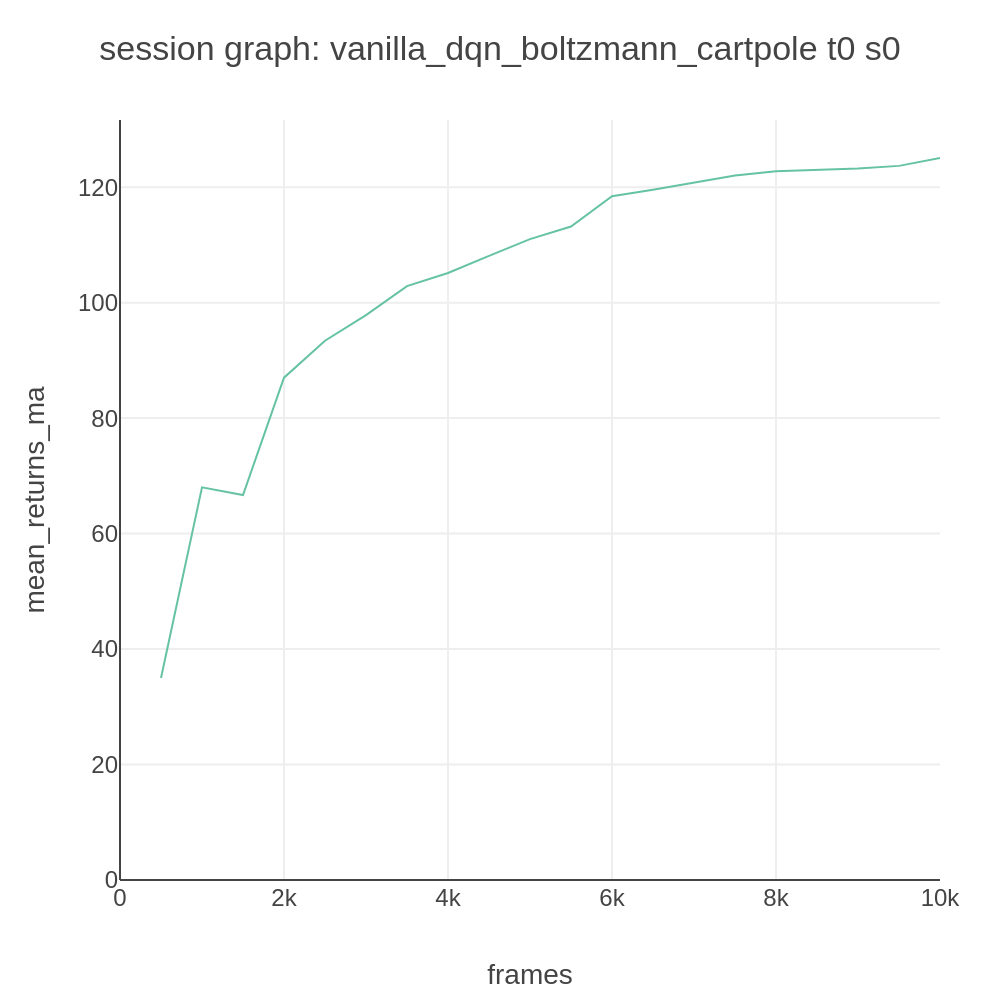 session graph: vanilla_dqn_boltzmann_cartpole t0 s0
mean_returns_ma
120
100
80
60
40
20
0
0 2k 4k 6k 8k 10k
frames